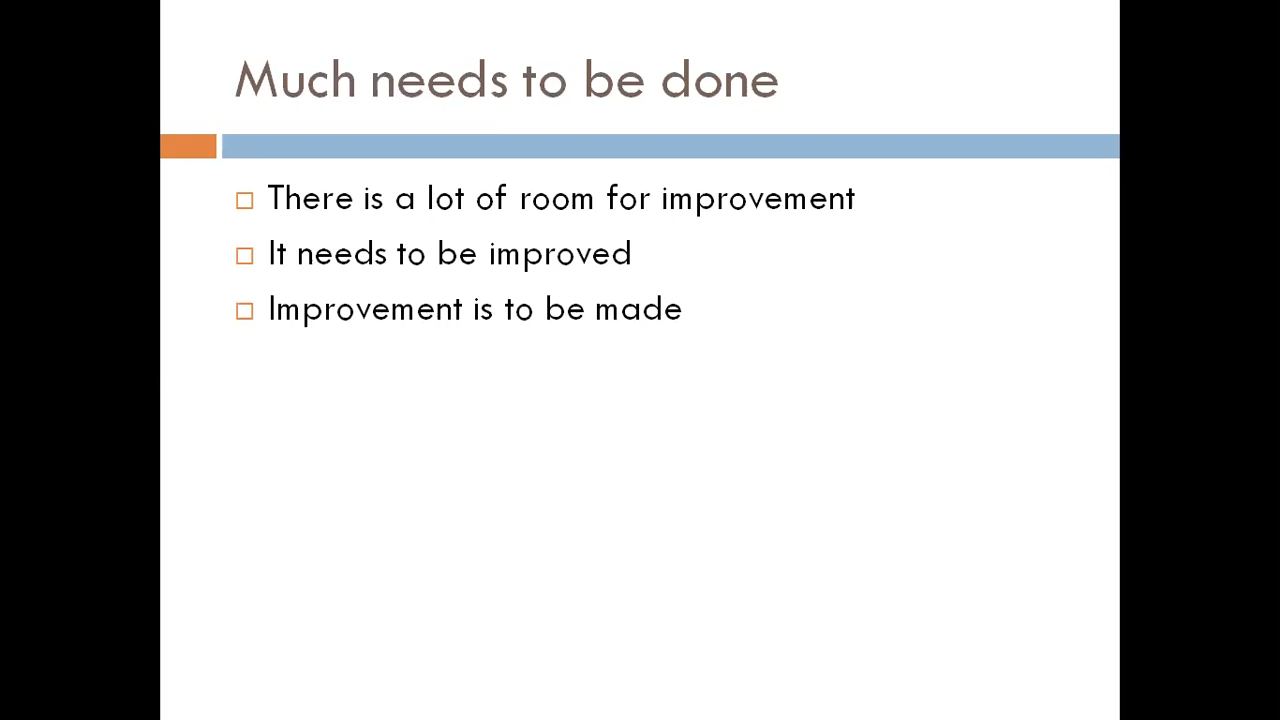 Much needs to be done
There is a lot of room for improvement
It needs to be improved
Improvement is to be made